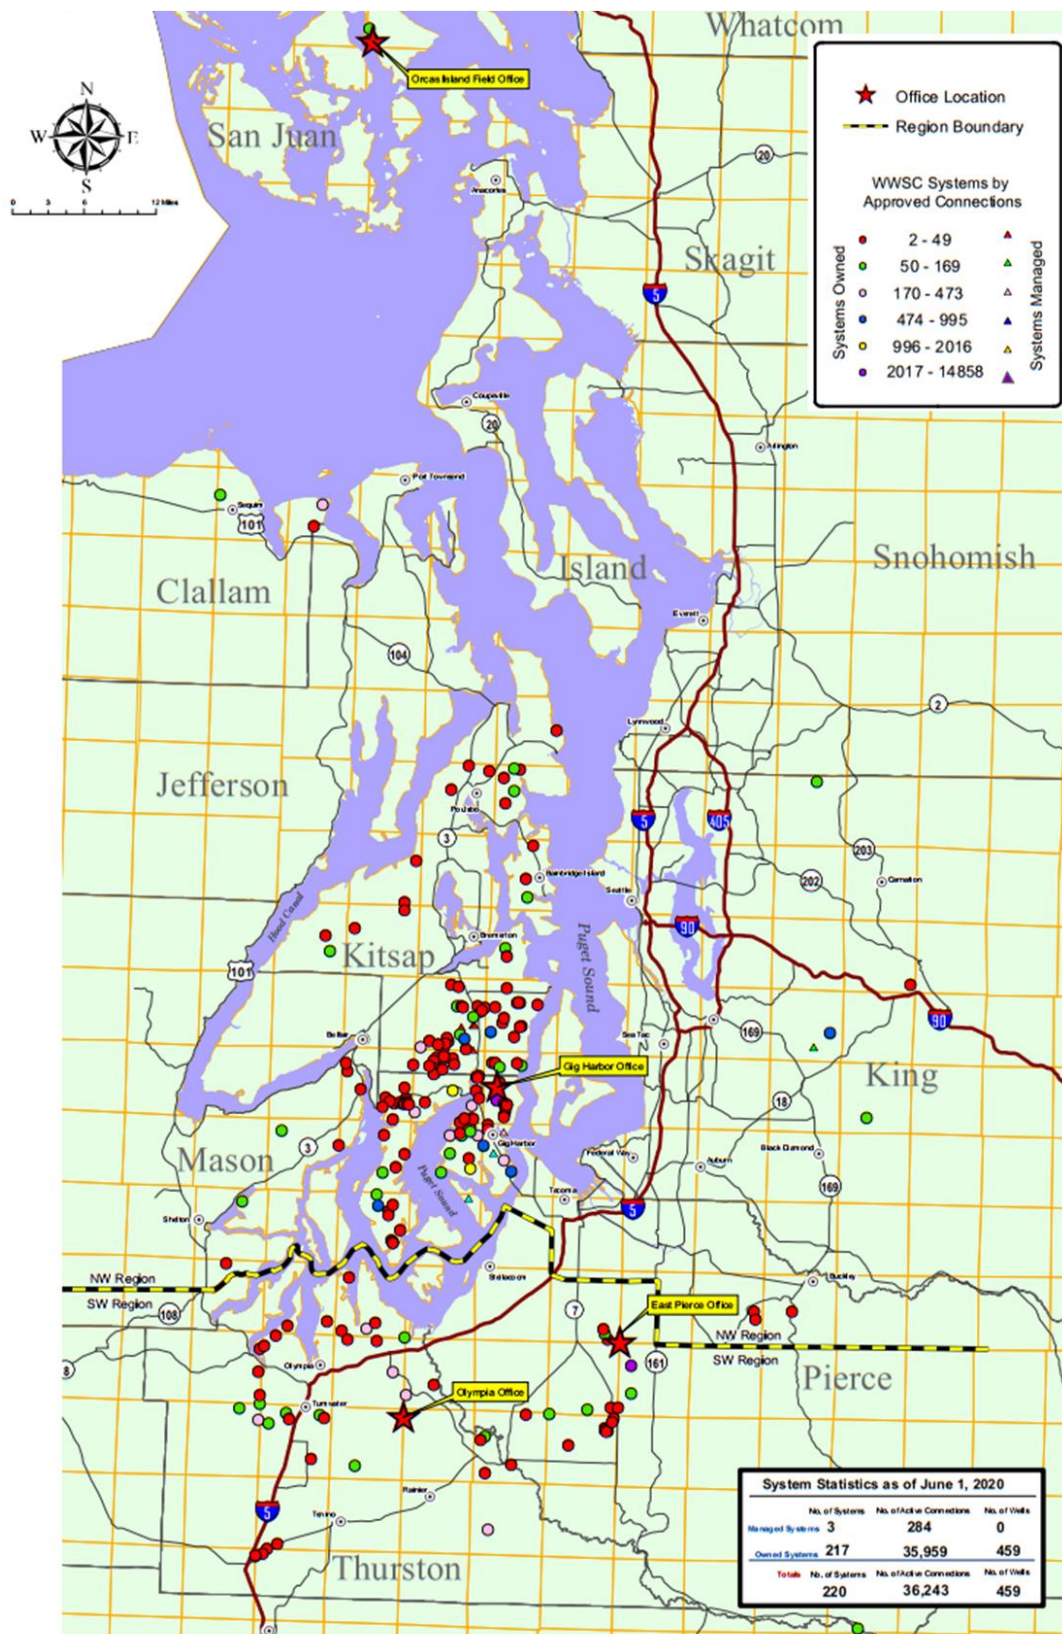 Whatcom
Orcas Island Field Office
N
W E
S
San Juan
0 3 6 12 Miles
Anacortes
20
Skagit
5
Office Location
Region Boundary
WWSC Systems by
Approved Connections
Systems Owned
2 - 49
50 - 169
170 - 473
474 - 995
996 - 2016
2017 - 14858
Systems Managed
Coupeville
20
Arlington
Port Townsend
Sequim
101
Clallam
Island
Snohomish
Everett
104
2
Lynnwood
Jefferson
Poulsbo
3
5
405
203
202
Carnation
Bainbridge Island
Seattle
Hood Canal
Bremerton
Puget Sound
90
Kitsap
101
90
Belfair
Sea Tac
169
Gig Harbor Office
King
18
Mason
3
Gig Harbor
Puget Sound
Federal Way
Auburn
Black Diamond
169
Tacoma
5
Shelton
NW Region
SW Region
Steilacoom
Buckley
108
7
East Pierce Office
NW Region
SW Region
161
Pierce
8
Olympia
Olympia Office
Tumwater
Rainier
5
Tenino
Thurston
System Statistics as of June 1, 2020
No. of Systems No. of Active Connections No. of Wells
Managed Systems 3 284 0
Owned Systems 217 35,959 459
Totals No. of Systems No. of Active Connections No. of Wells
220 36,243 459